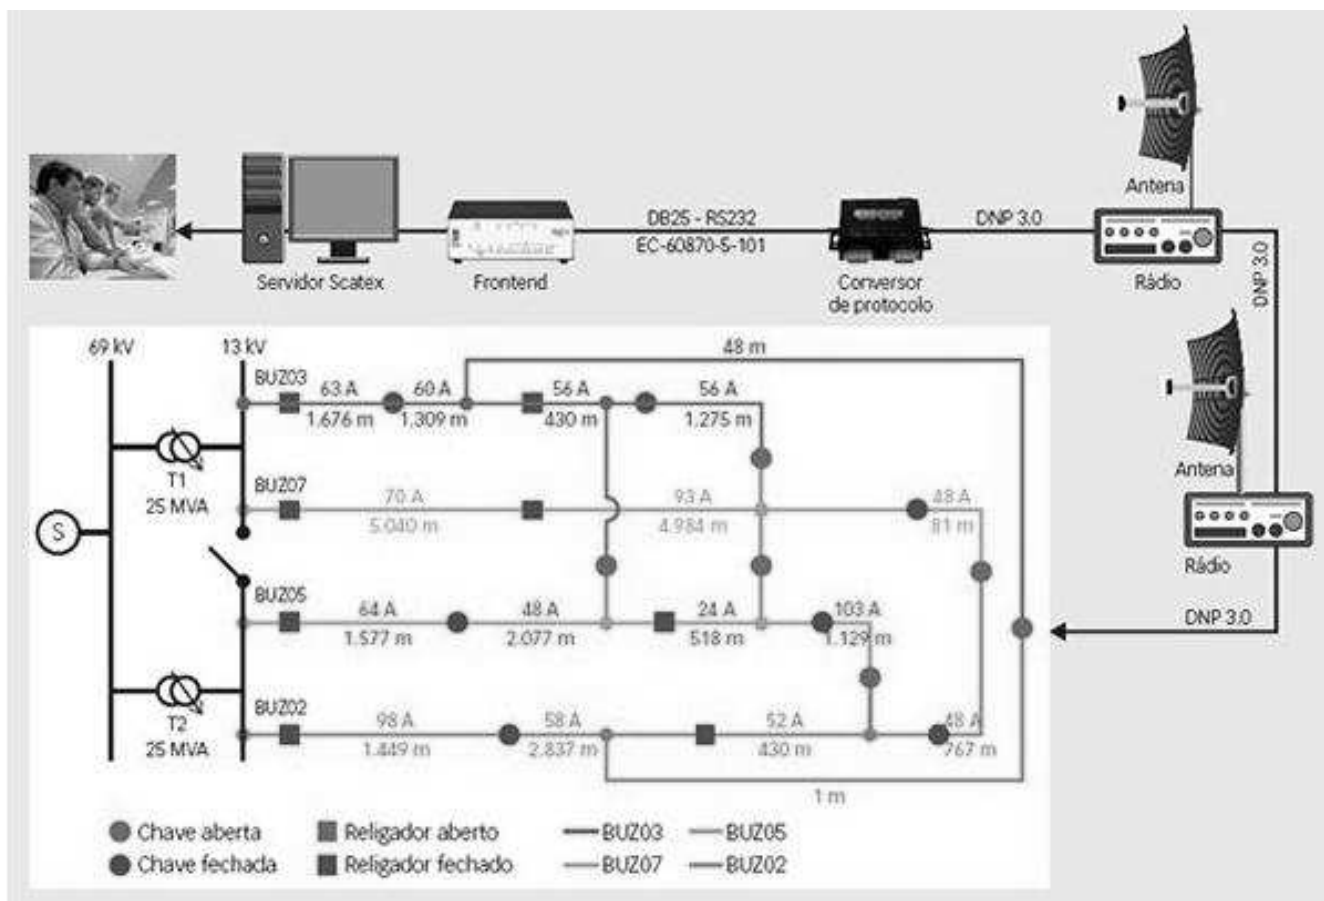 Antena
DB25 - RS232
EC-60870-S-101
DNP 3.0
Servidor Scatex
Frontend
Conversor
de protocolo
Rádio
DNP 3.0
Antena
Rádio
DNP 3.0
69 kV
13 kV
48 m
BUZ03
63 A
60 A
56 A
56 A
1.676 m
1.309 m
430 m
1.275 m
T1
25 MVA
BUZ07
70 A
93 A
48 A
5.040 m
4.984 m
81 m
S
BUZ05
64 A
48 A
24 A
103 A
1.577 m
2.077 m
518 m
1.129 m
T2
25 MVA
BUZ02
98 A
58 A
52 A
48 A
1.449 m
2.837 m
430 m
767 m
1 m
Chave aberta
Religador aberto
BUZ03
BUZ05
Chave fechada
Religador fechado
BUZ07
BUZ02